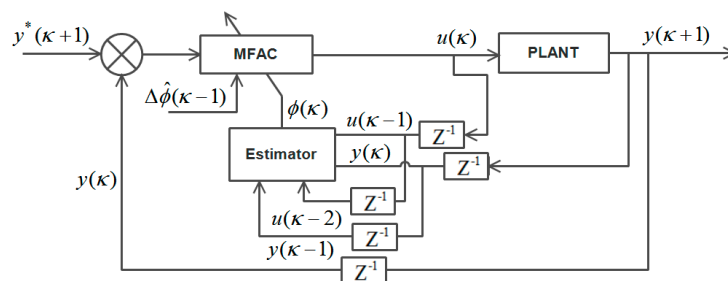 y*(κ+1)
MFAC
u(κ)
PLANT
y(κ+1)
Δφ̂(κ−1)
ϕ(κ)
u(κ−1)
Z⁻¹
Estimator
y(κ)
Z⁻¹
y(κ)
Z⁻¹
u(κ−2)
Z⁻¹
y(κ−1)
Z⁻¹